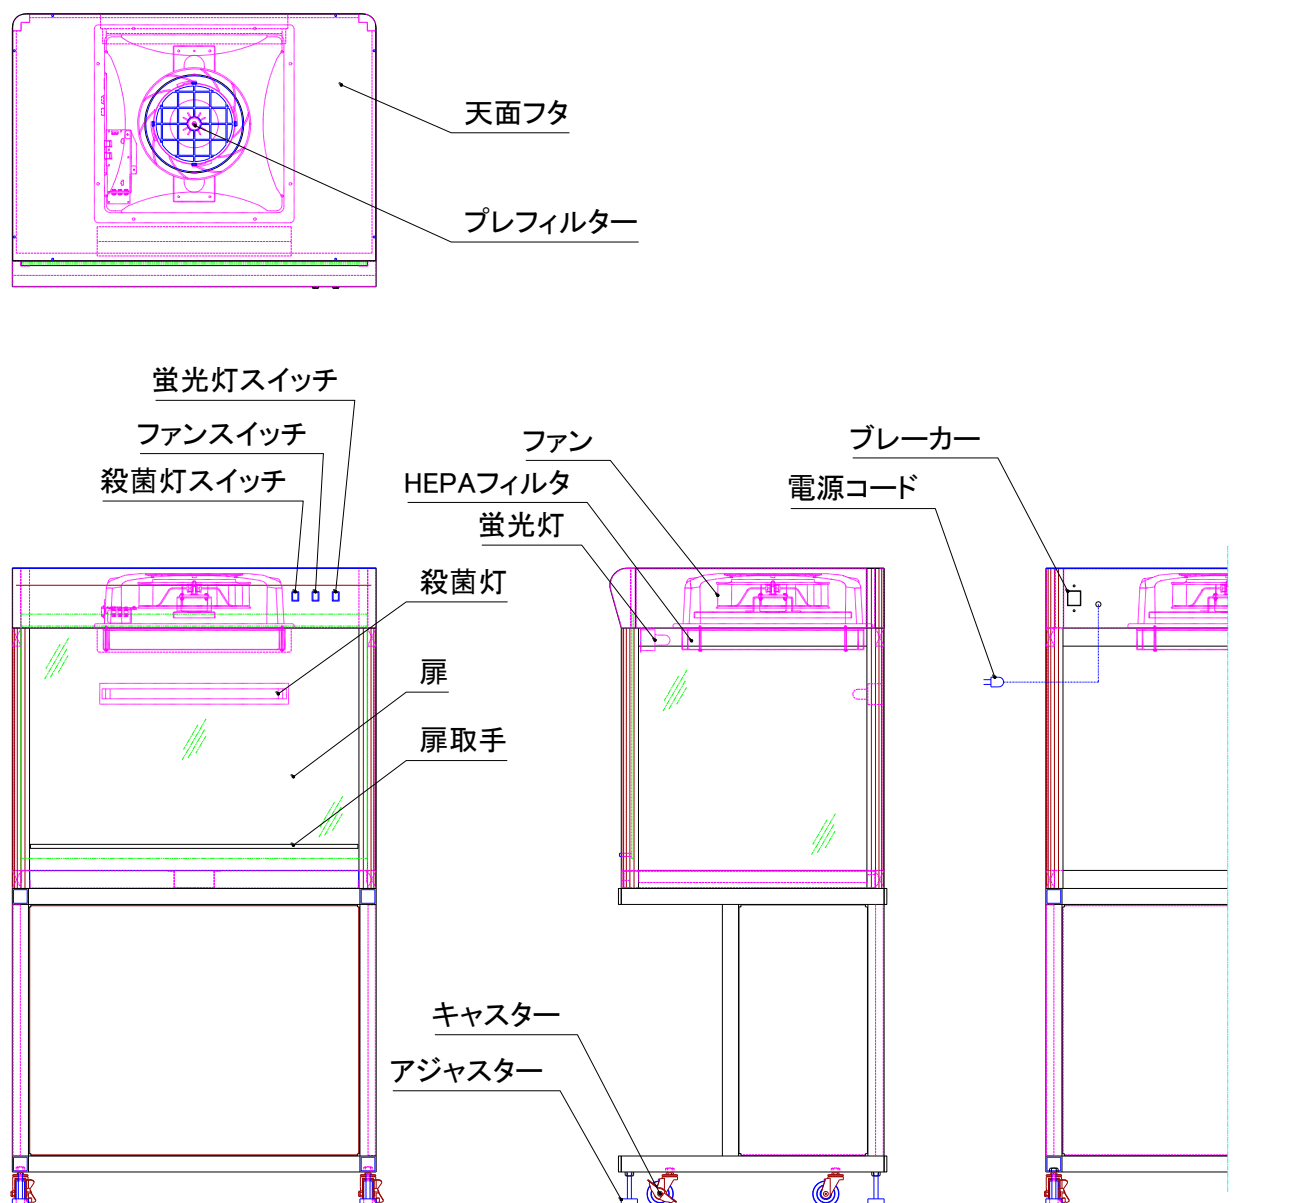 天面フタ
プレフィルター
蛍光灯スイッチ
ファンスイッチ
殺菌灯スイッチ
ファン
HEPAフィルタ
蛍光灯
殺菌灯
扉
扉取手
ブレーカー
電源コード
キャスター
アジャスター